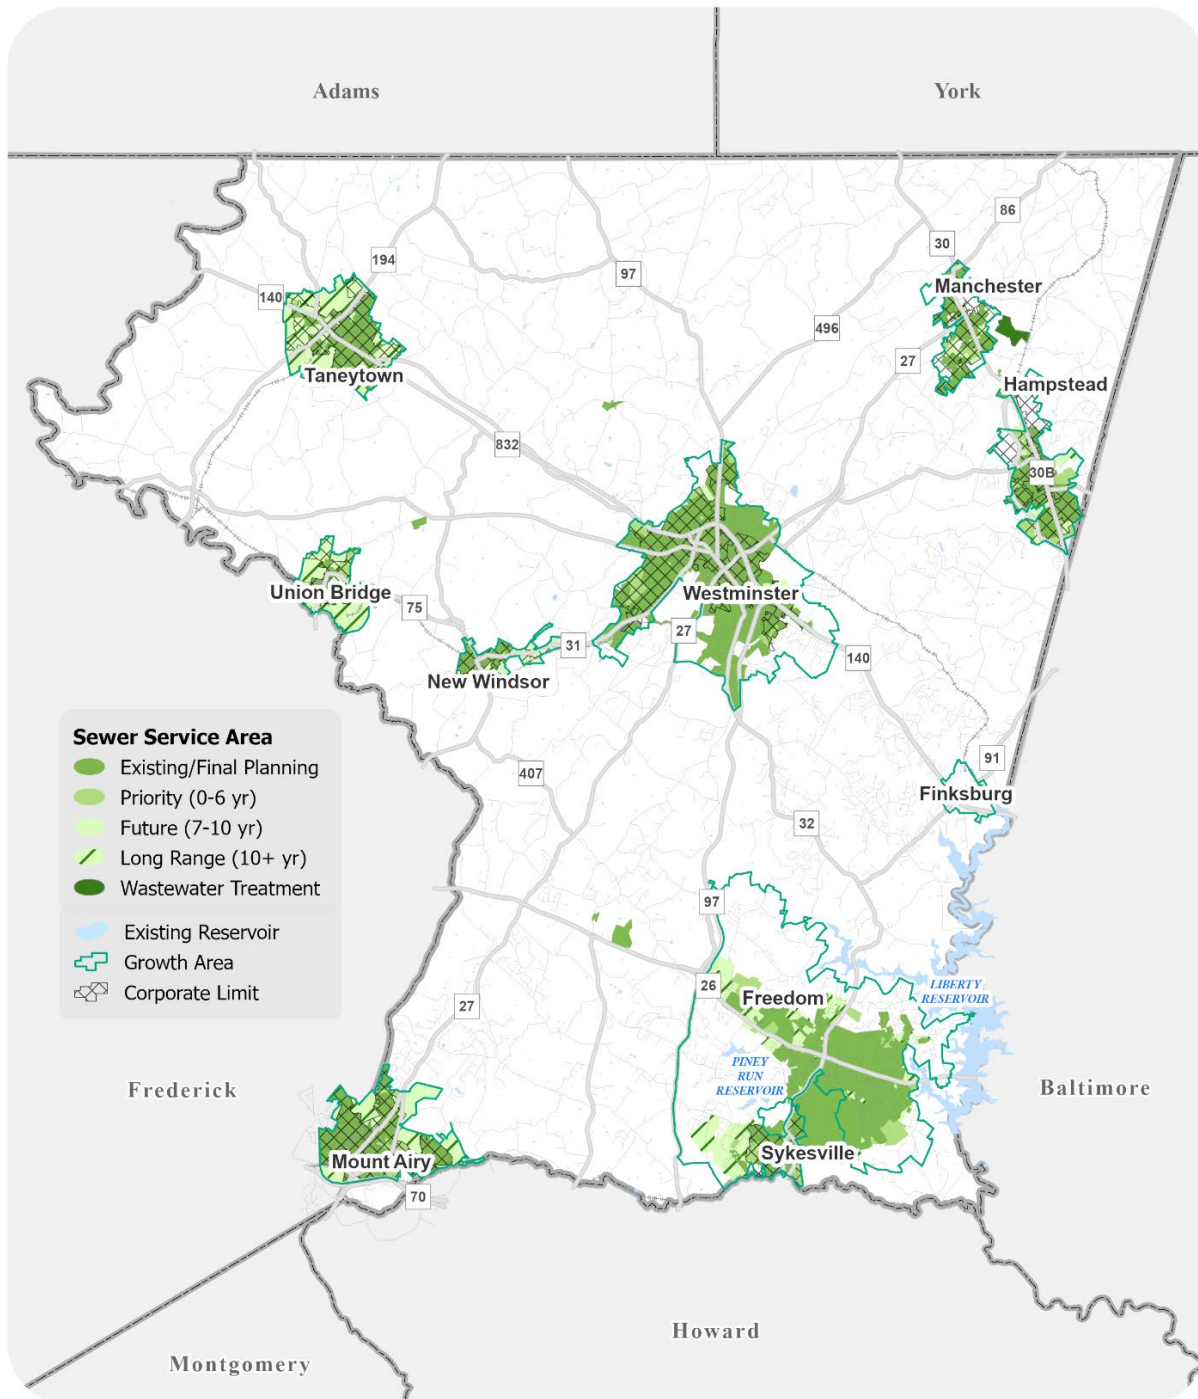 Adams
York
86
30
194
97
140
Manchester
496
27
Taneytown
Hampstead
832
30B
Union Bridge
Westminster
75
27
31
140
New Windsor
Sewer Service Area
Existing/Final Planning
Priority (0-6 yr)
Future (7-10 yr)
Long Range (10+ yr)
Wastewater Treatment
Existing Reservoir
Growth Area
Corporate Limit
407
91
Finksburg
32
97
26
Freedom
LIBERTY
RESERVOIR
27
PINEY
RUN
RESERVOIR
Frederick
Baltimore
Sykesville
Mount Airy
70
Howard
Montgomery